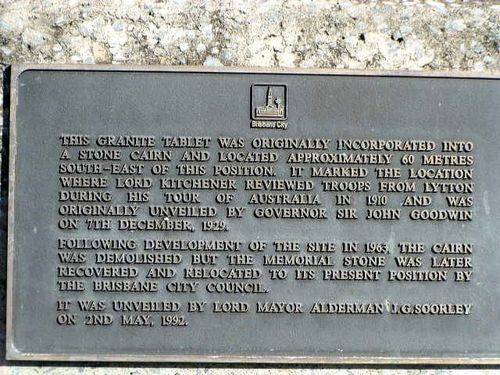 Brisbane City
THIS GRANITE TABLET WAS ORIGINALLY INCORPORATED INTO
A STONE CAIRN AND LOCATED APPROXIMATELY 60 METRES
SOUTH-EAST OF THIS POSITION. IT MARKED THE LOCATION
WHERE LORD KITCHENER REVIEWED TROOPS FROM LYTTON
DURING HIS TOUR OF AUSTRALIA IN 1910 AND WAS
ORIGINALLY UNVEILED BY GOVERNOR SIR JOHN GOODWIN
ON 7TH DECEMBER, 1929.
FOLLOWING DEVELOPMENT OF THE SITE IN 1963, THE CAIRN
WAS DEMOLISHED BUT THE MEMORIAL STONE WAS LATER
RECOVERED AND RELOCATED TO ITS PRESENT POSITION BY
THE BRISBANE CITY COUNCIL.
IT WAS UNVEILED BY LORD MAYOR ALDERMAN J.G.SOORLEY
ON 2ND MAY, 1992.